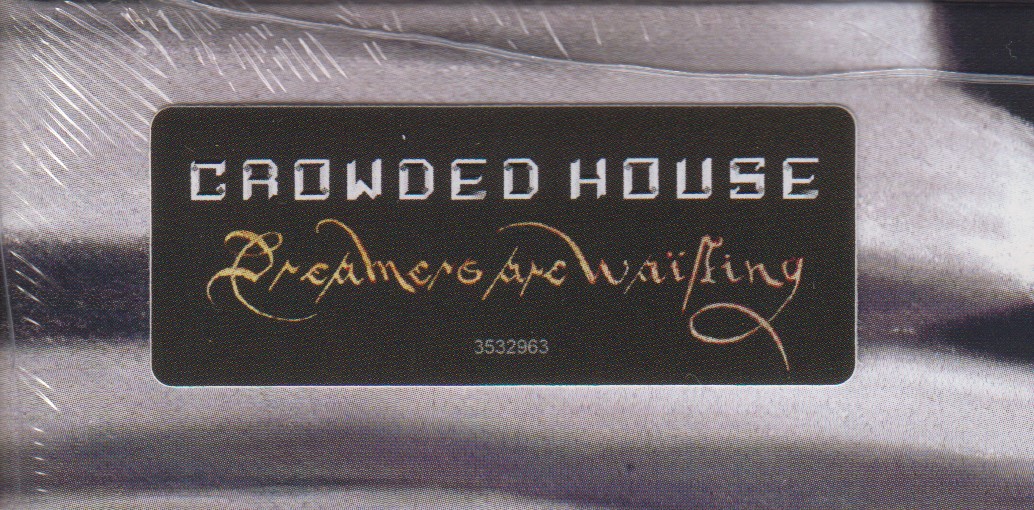 CROWDED HOUSE
Dreamers are Waiting
3532963